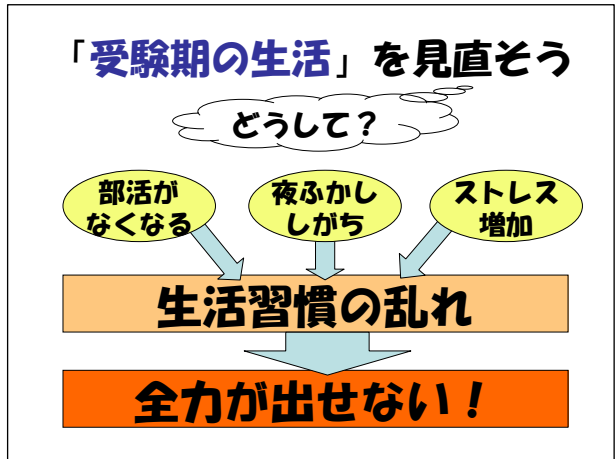 「受験期の生活」を見直そう
どうして？
部活が
なくなる
夜ふかし
しがち
ストレス
増加
生活習慣の乱れ
全力が出せない！